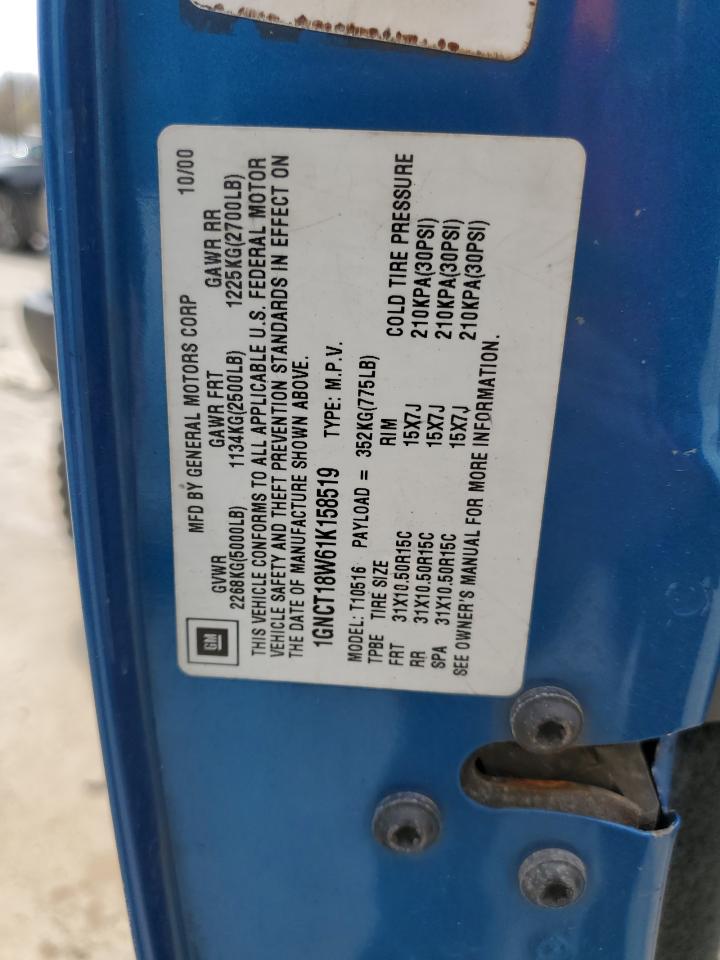 GM
MFD BY GENERAL MOTORS CORP 10/00
GVWR GAWR FRT GAWR RR
2268KG(5000LB) 1134KG(2500LB) 1225KG(2700LB)
THIS VEHICLE CONFORMS TO ALL APPLICABLE U.S. FEDERAL MOTOR
VEHICLE SAFETY AND THEFT PREVENTION STANDARDS IN EFFECT ON
THE DATE OF MANUFACTURE SHOWN ABOVE.
1GNCT18W61K158519 TYPE: M.P.V.
MODEL: T10516 PAYLOAD = 352KG(775LB)
TPBE TIRE SIZE RIM COLD TIRE PRESSURE
FRT 31X10.50R15C 15X7J 210KPA(30PSI)
RR 31X10.50R15C 15X7J 210KPA(30PSI)
SPA 31X10.50R15C 15X7J 210KPA(30PSI)
SEE OWNER'S MANUAL FOR MORE INFORMATION.